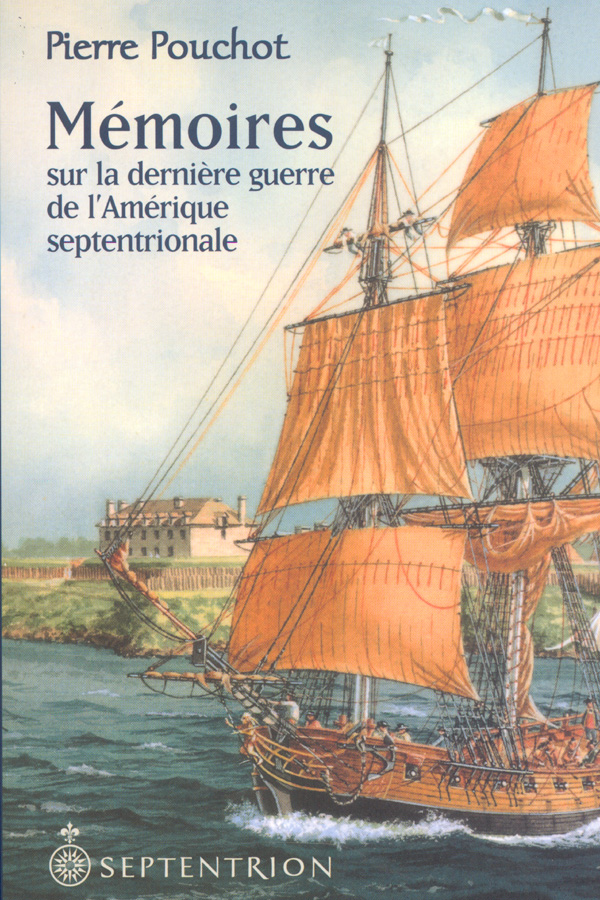 Pierre Pouchot
Mémoires
sur la dernière guerre
de l'Amérique
septentrionale
SEPTENTRION